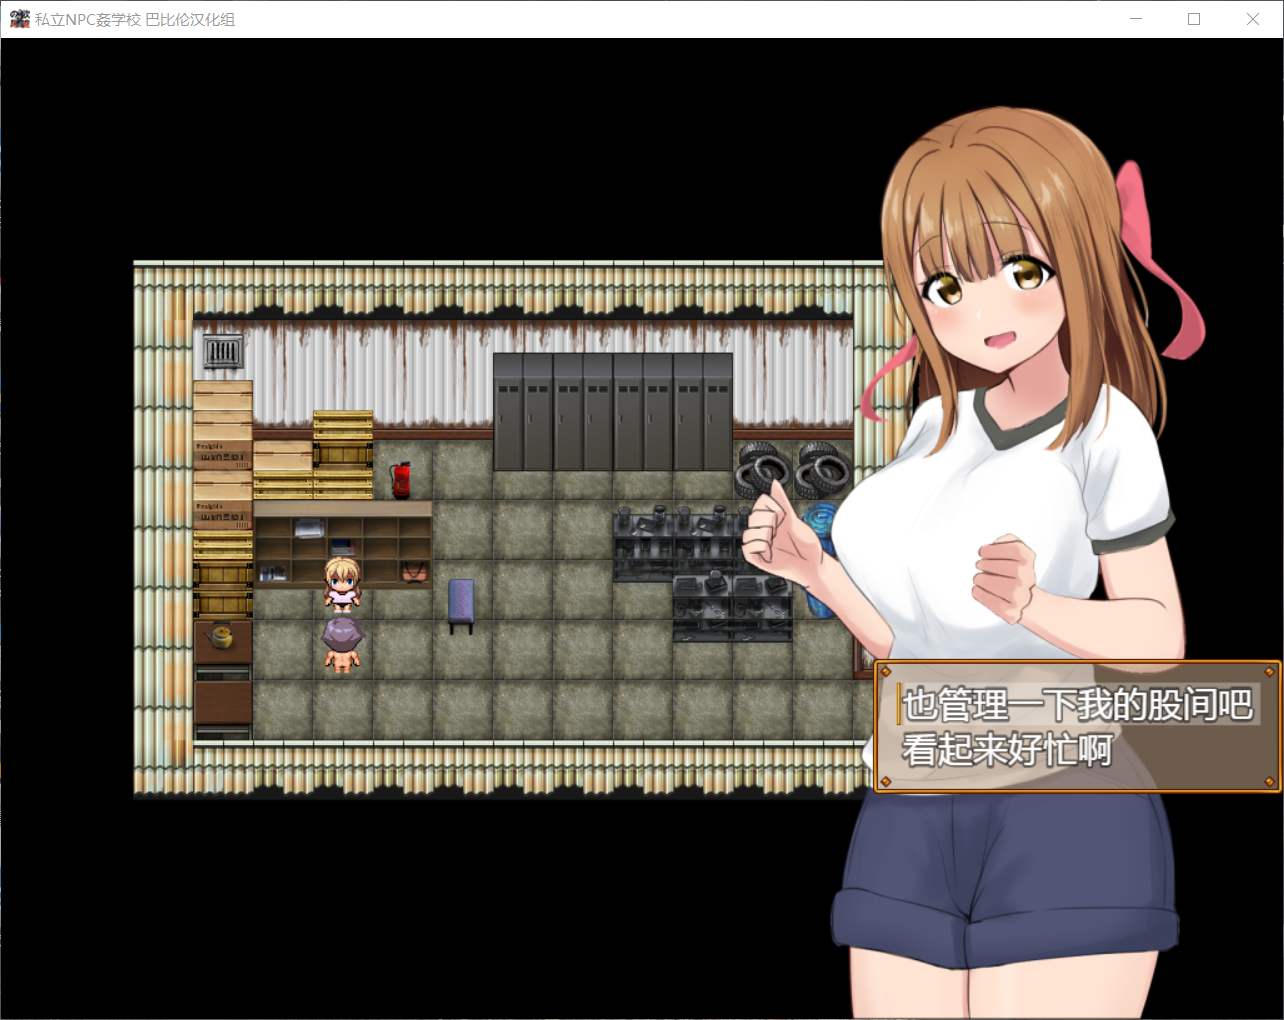 私立NPC姦学校 巴比伦汉化组
也管理一下我的股间吧
看起来好忙啊